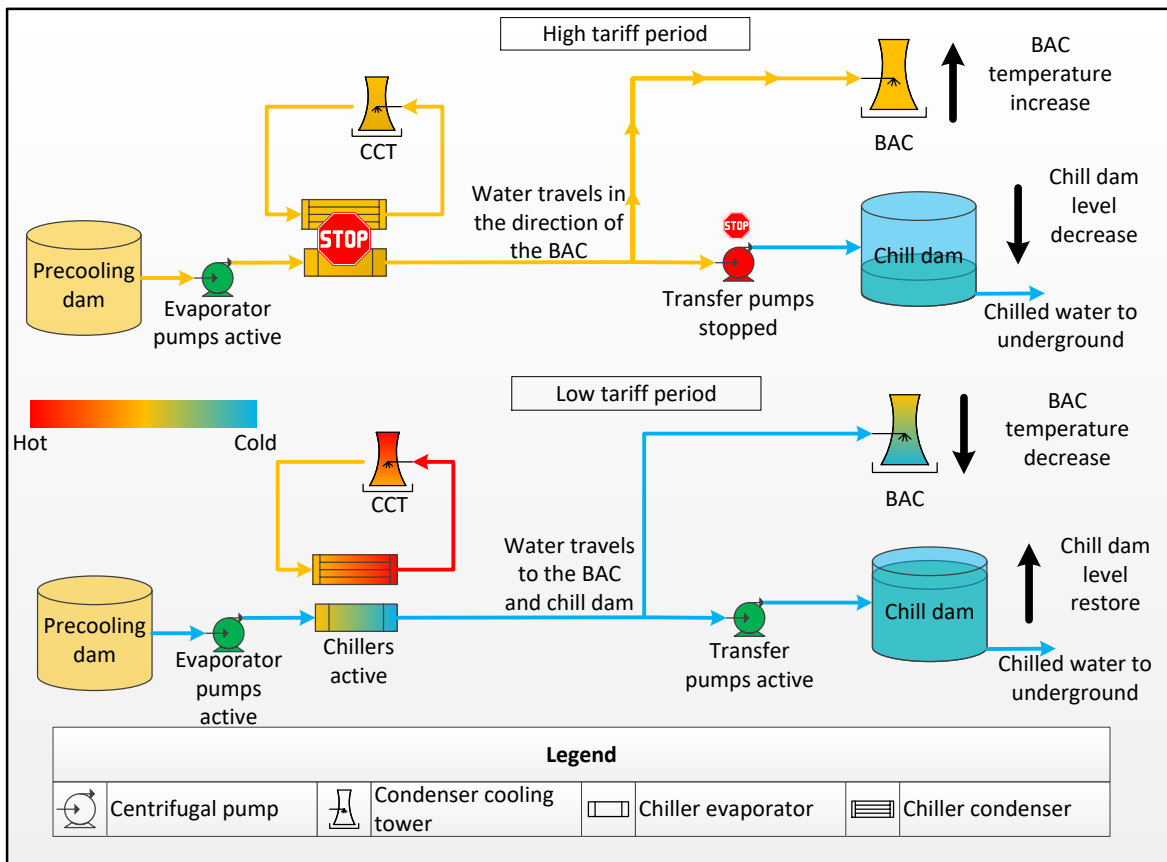 High tariff period
BAC
temperature
increase
CCT
BAC
Water travels in
the direction of
the BAC
STOP
STOP
Chill dam
level
decrease
Precooling
dam
Chill dam
Evaporator
pumps active
Transfer pumps
stopped
Chilled water to
underground
Low tariff period
Hot
Cold
BAC
temperature
decrease
CCT
BAC
Water travels
to the BAC
and chill dam
Chill dam
level
restore
Precooling
dam
Chill dam
Evaporator
pumps
active
Chillers
active
Transfer
pumps active
Chilled water to
underground
Legend
Centrifugal pump
Condenser cooling
tower
Chiller evaporator
Chiller condenser